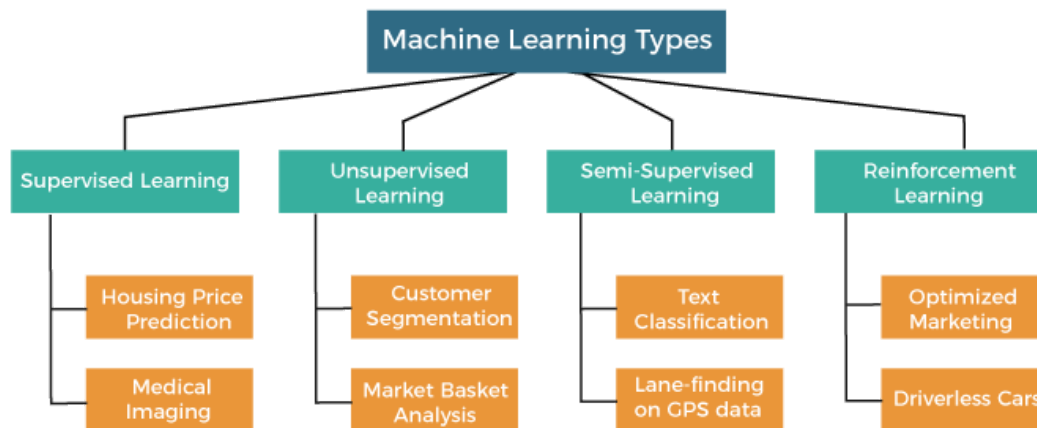 Machine Learning Types
Supervised Learning
Unsupervised
Learning
Semi-Supervised
Learning
Reinforcement
Learning
Housing Price
Prediction
Customer
Segmentation
Text
Classification
Optimized
Marketing
Medical
Imaging
Market Basket
Analysis
Lane-finding
on GPS data
Driverless Cars